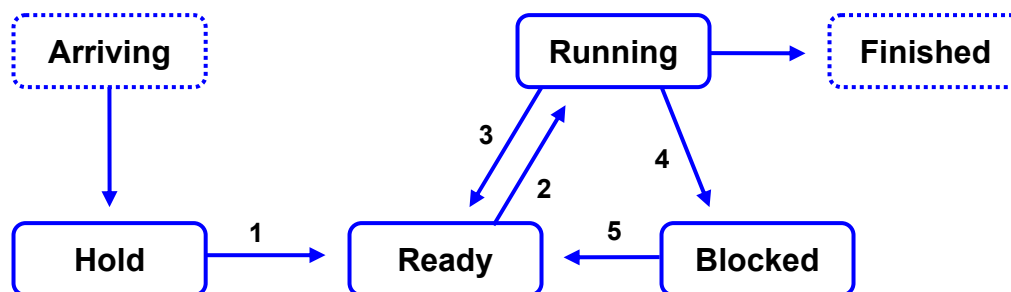 Arriving
Running
Finished
3
2
4
1
5
Hold
Ready
Blocked